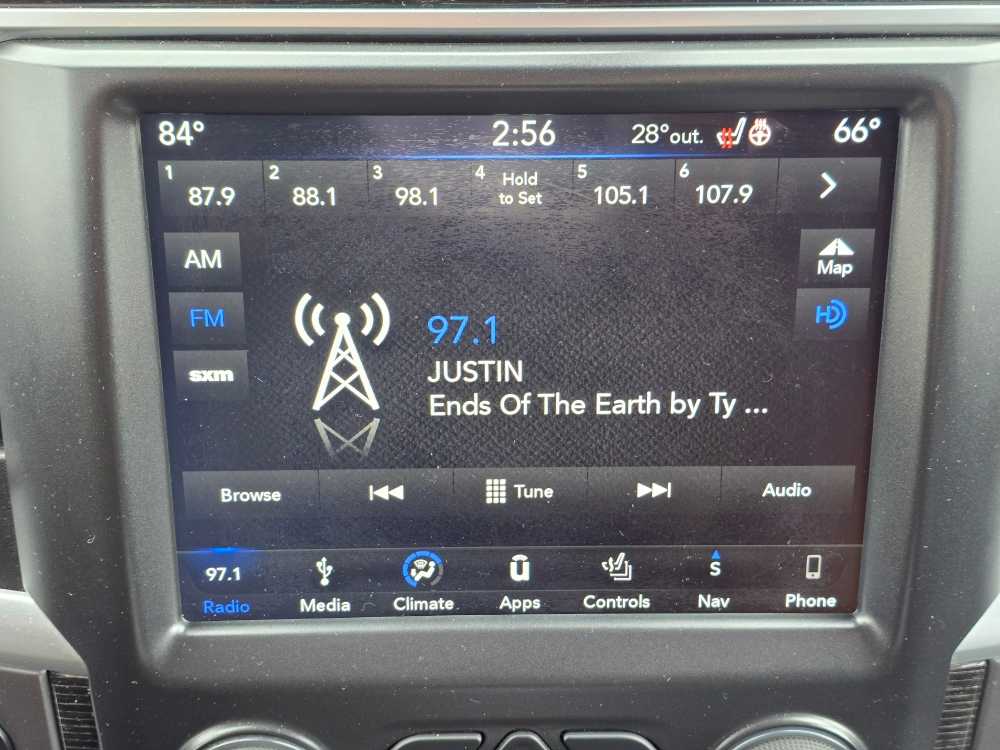 84° 2:56 28°out. 66°
1 87.9 2 88.1 3 98.1 4 Hold to Set 5 105.1 6 107.9
AM
Map
FM
HD
sxm
97.1
JUSTIN
Ends Of The Earth by Ty ...
Browse Tune Audio
97.1 S
Radio Media Climate Apps Controls Nav Phone